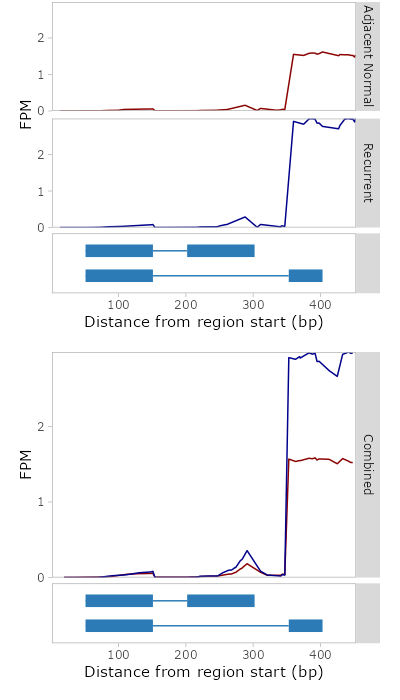 Adjacent Normal
2
1
0
FPM
Recurrent
2
1
0
100
200
300
400
Distance from region start (bp)
Combined
FPM
2
1
0
100
200
300
400
Distance from region start (bp)